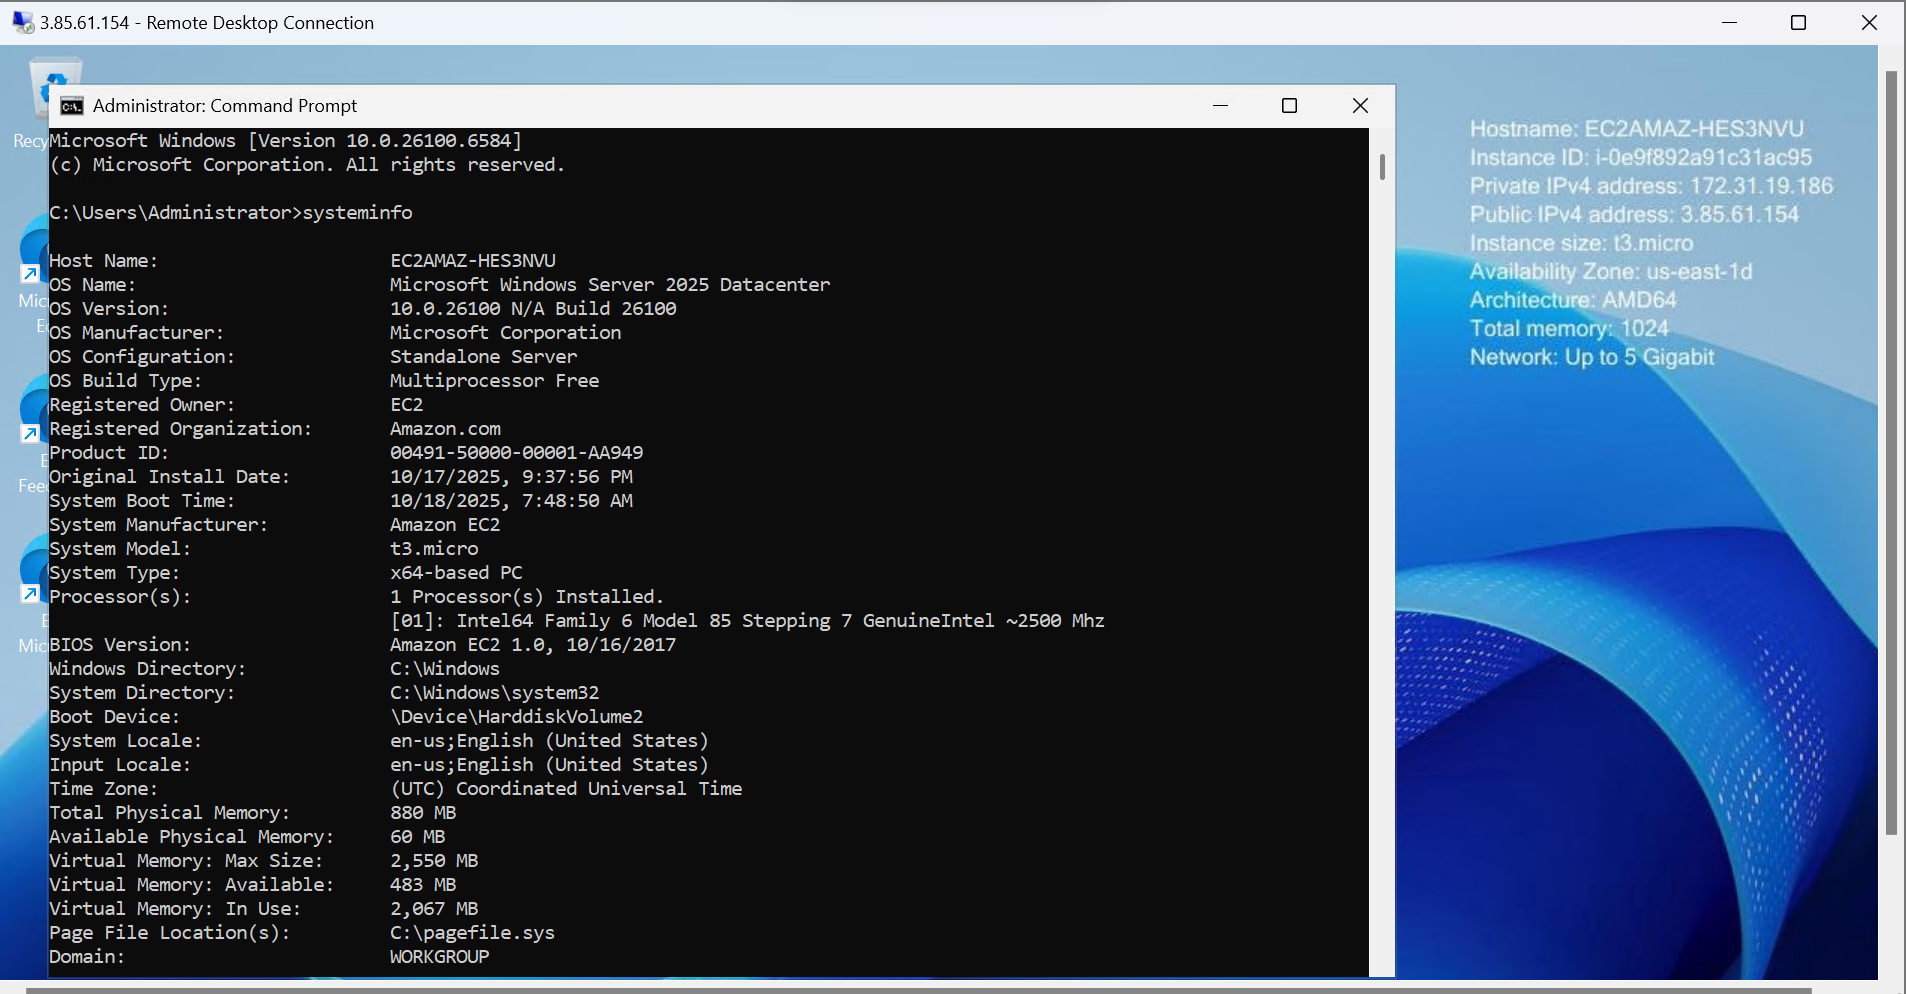 3.85.61.154 - Remote Desktop Connection
Administrator: Command Prompt
Recy
Mic
Fee
Mic
Microsoft Windows [Version 10.0.26100.6584]
(c) Microsoft Corporation. All rights reserved.
C:\Users\Administrator>systeminfo
Host Name: EC2AMAZ-HES3NVU
OS Name: Microsoft Windows Server 2025 Datacenter
OS Version: 10.0.26100 N/A Build 26100
OS Manufacturer: Microsoft Corporation
OS Configuration: Standalone Server
OS Build Type: Multiprocessor Free
Registered Owner: EC2
Registered Organization: Amazon.com
Product ID: 00491-50000-00001-AA949
Original Install Date: 10/17/2025, 9:37:56 PM
System Boot Time: 10/18/2025, 7:48:50 AM
System Manufacturer: Amazon EC2
System Model: t3.micro
System Type: x64-based PC
Processor(s): 1 Processor(s) Installed.
[01]: Intel64 Family 6 Model 85 Stepping 7 GenuineIntel ~2500 Mhz
BIOS Version: Amazon EC2 1.0, 10/16/2017
Windows Directory: C:\Windows
System Directory: C:\Windows\system32
Boot Device: \Device\HarddiskVolume2
System Locale: en-us;English (United States)
Input Locale: en-us;English (United States)
Time Zone: (UTC) Coordinated Universal Time
Total Physical Memory: 880 MB
Available Physical Memory: 60 MB
Virtual Memory: Max Size: 2,550 MB
Virtual Memory: Available: 483 MB
Virtual Memory: In Use: 2,067 MB
Page File Location(s): C:\pagefile.sys
Domain: WORKGROUP
Hostname: EC2AMAZ-HES3NVU
Instance ID: i-0e9f892a91c31ac95
Private IPv4 address: 172.31.19.186
Public IPv4 address: 3.85.61.154
Instance size: t3.micro
Availability Zone: us-east-1d
Architecture: AMD64
Total memory: 1024
Network: Up to 5 Gigabit